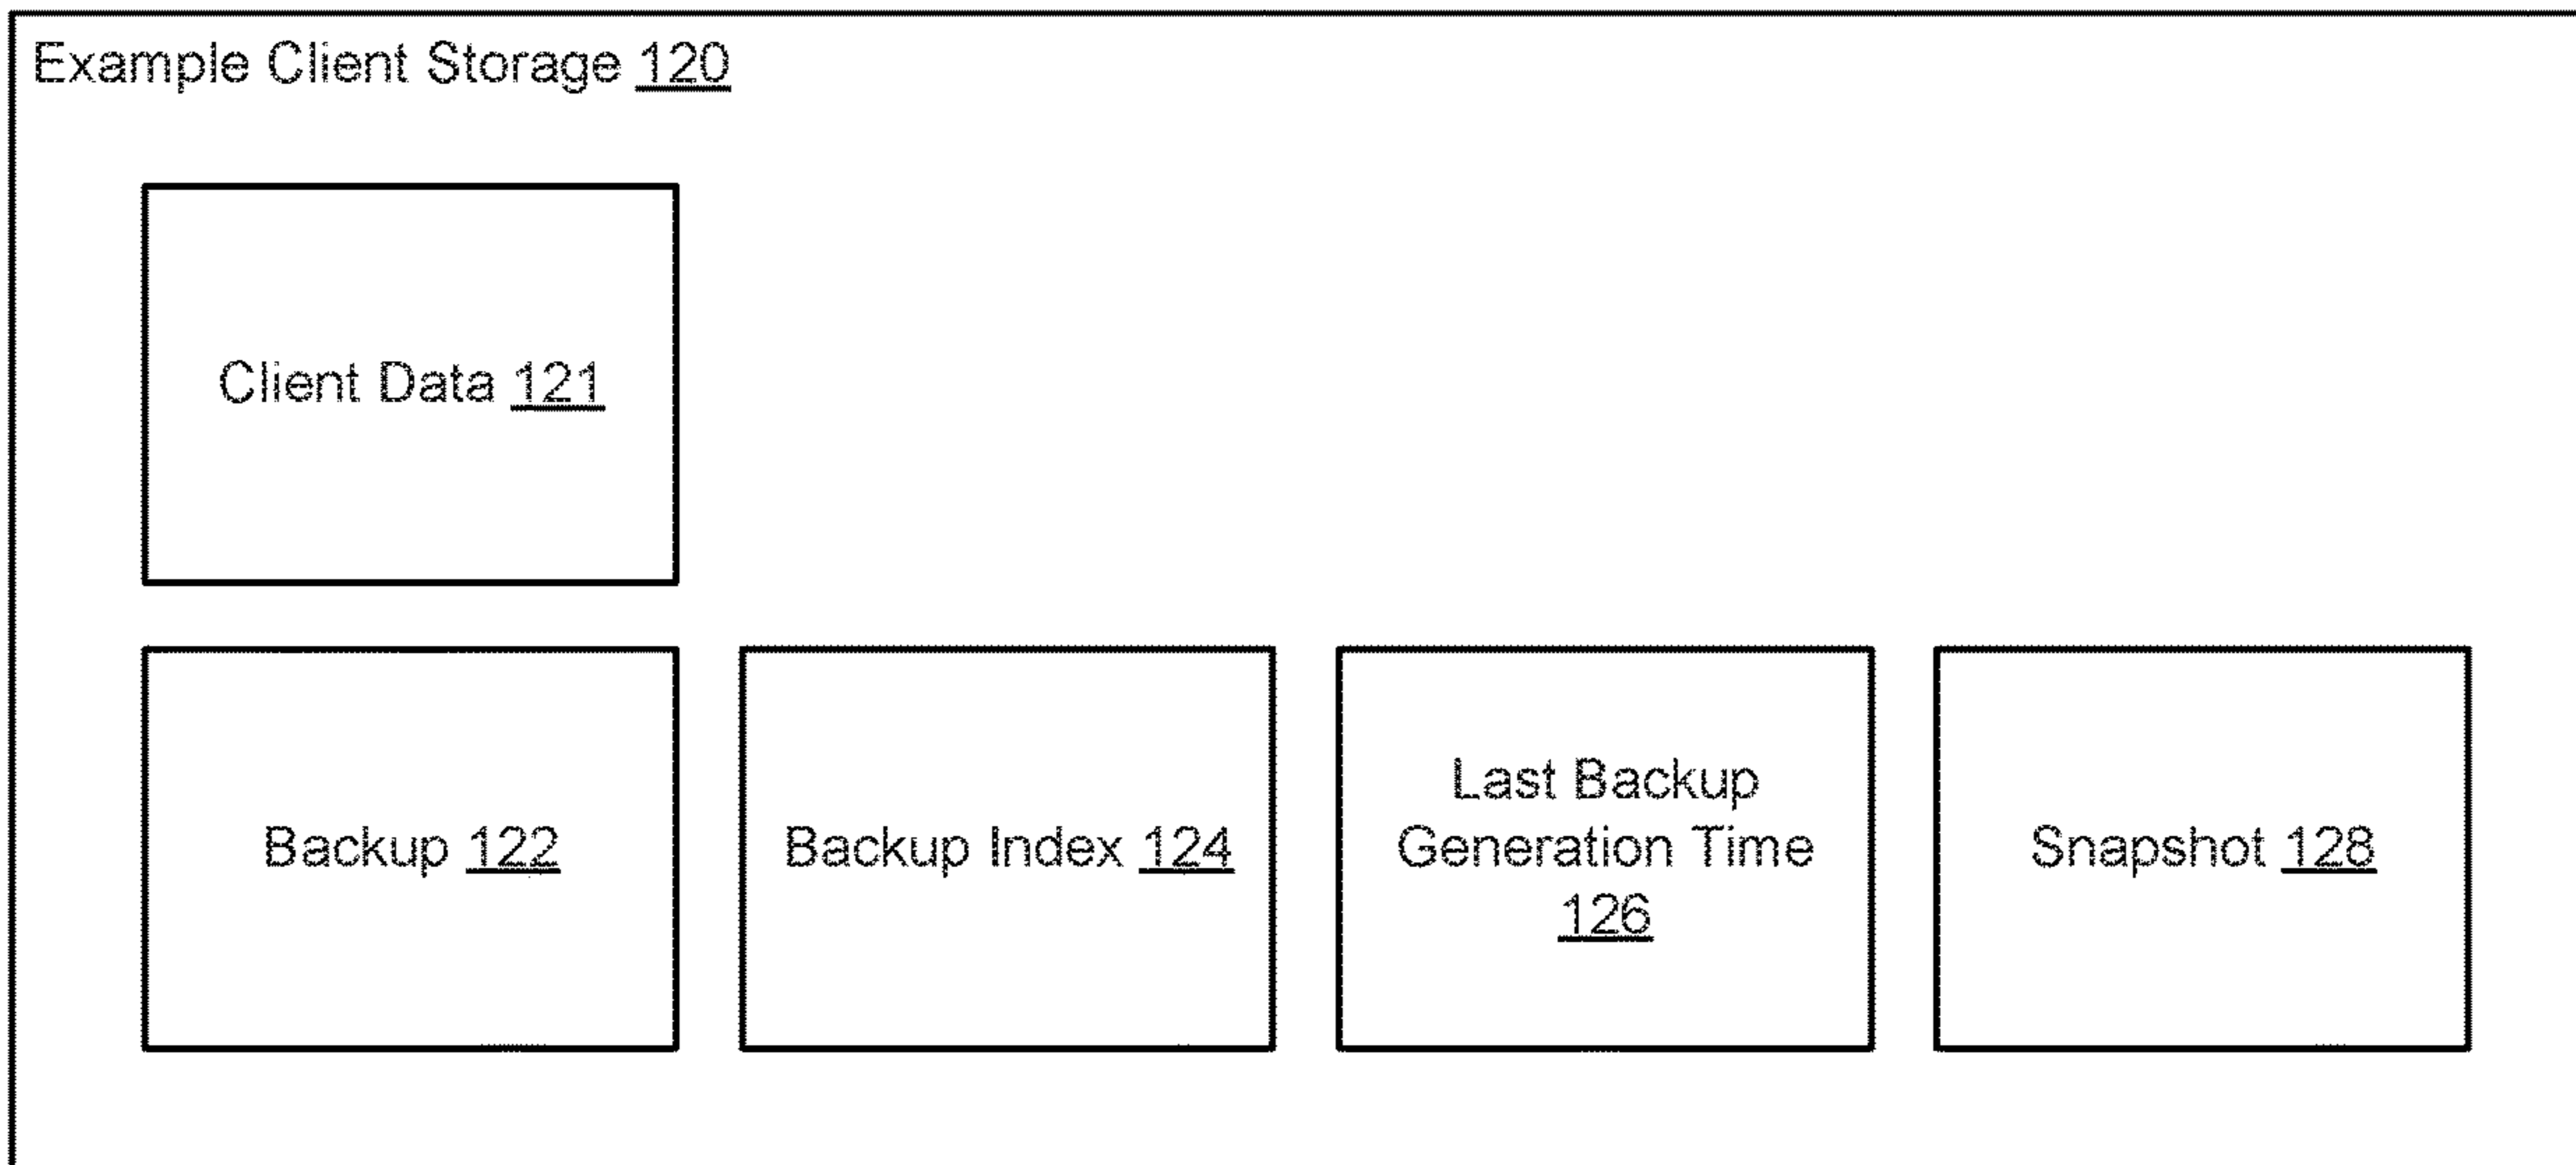 Example Client Storage 120
Client Data 121
Backup 122
Backup Index 124
Last Backup
Generation Time
126
Snapshot 128